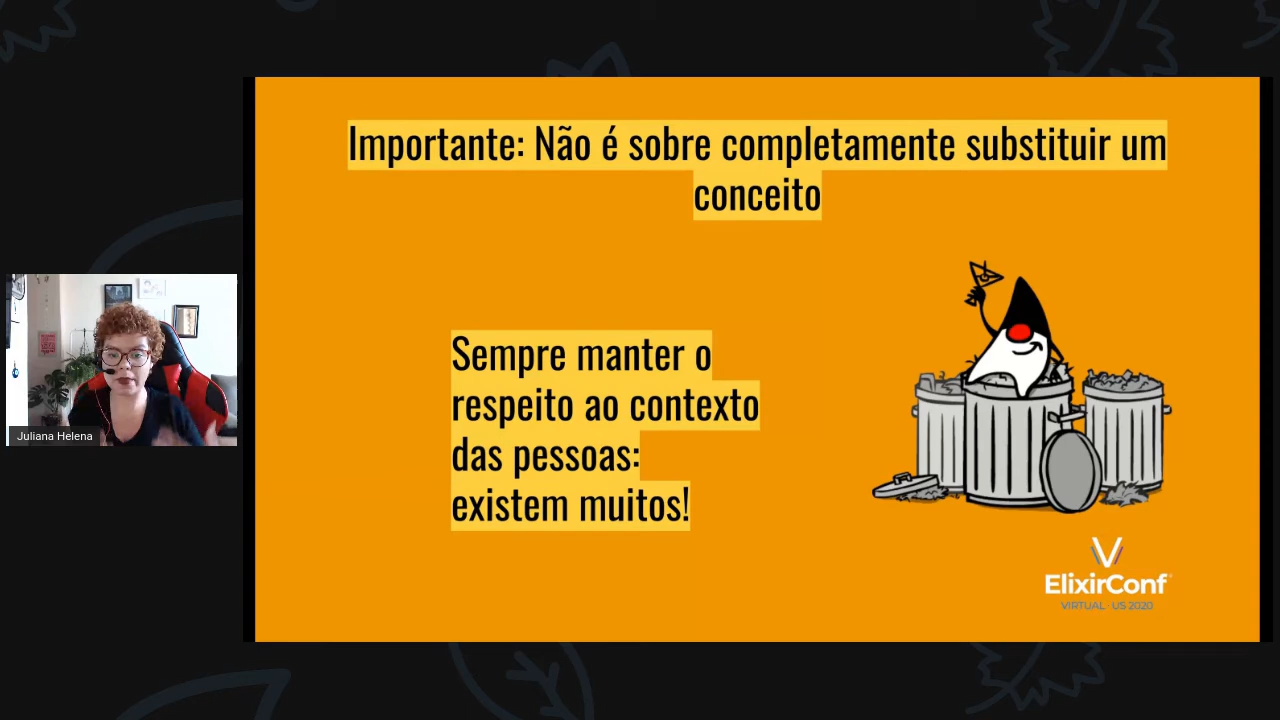 Importante: Não é sobre completamente substituir um
conceito
Sempre manter o
respeito ao contexto
das pessoas:
existem muitos!
Juliana Helena
ElixirConf
VIRTUAL · US 2020